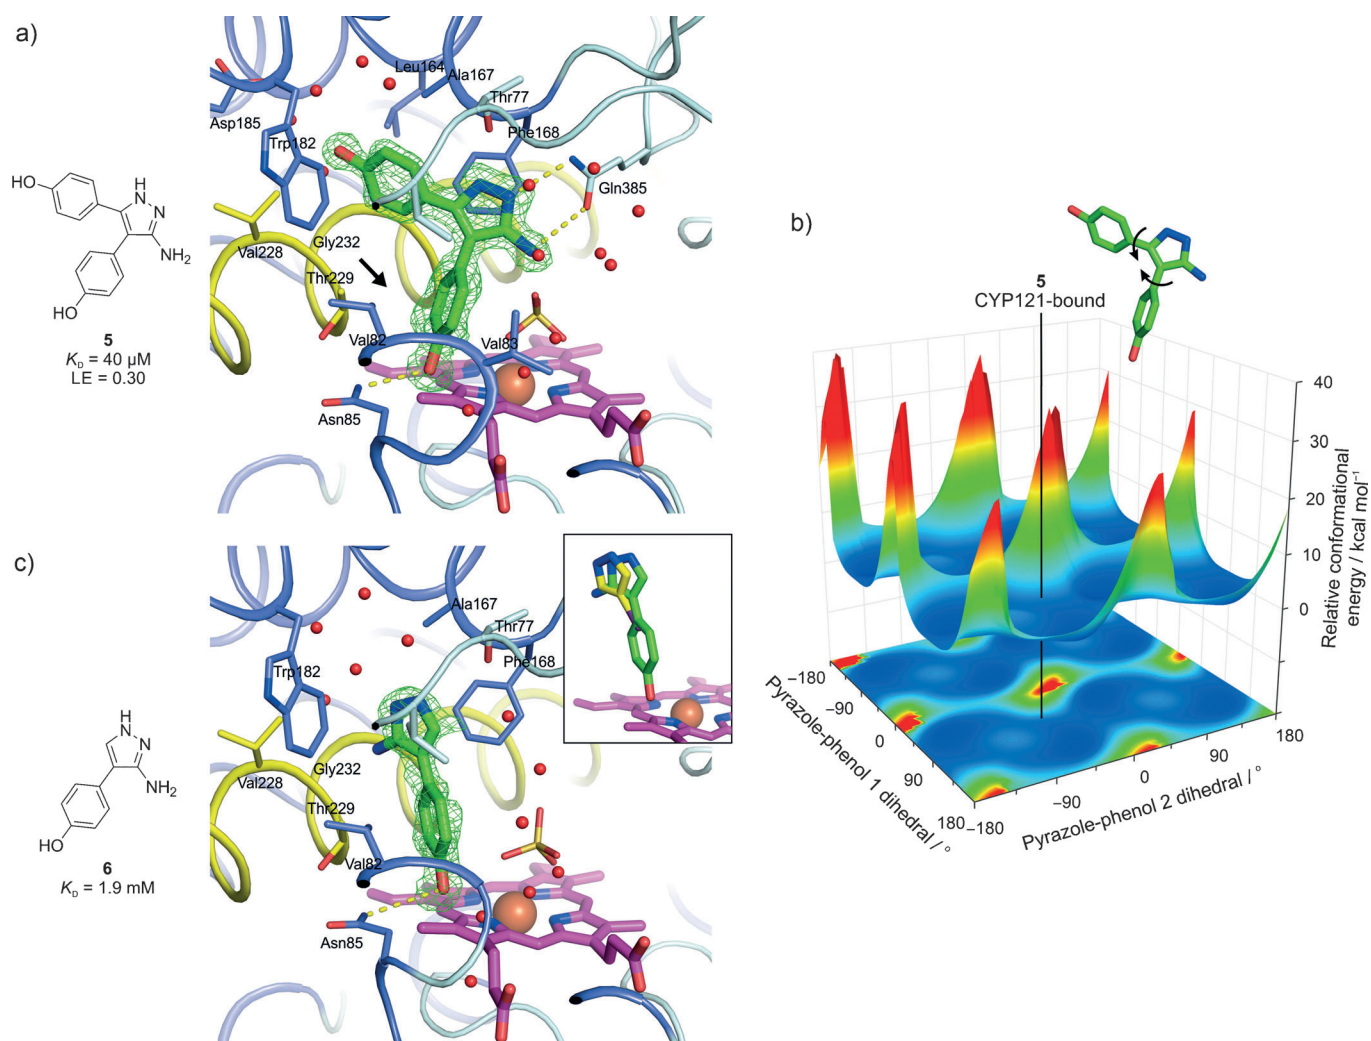 a)
Leu164
Ala167
Thr77
Asp185
Trp182
Phe168
Gln385
HO
NH
N
NH₂
HO
5
K_D = 40 µM
LE = 0.30
Val228
Gly232
Thr229
Val82
Val83
Asn85
b)
5
CYP121-bound
40
30
20
10
0
Relative conformational
energy / kcal mol⁻¹
−180
−90
0
90
180
Pyrazole-phenol 1 dihedral / °
−180
−90
0
90
180
Pyrazole-phenol 2 dihedral / °
c)
Ala167
Thr77
Trp182
Phe168
H
N
N
NH₂
HO
6
K_D = 1.9 mM
Val228
Gly232
Thr229
Val82
Asn85